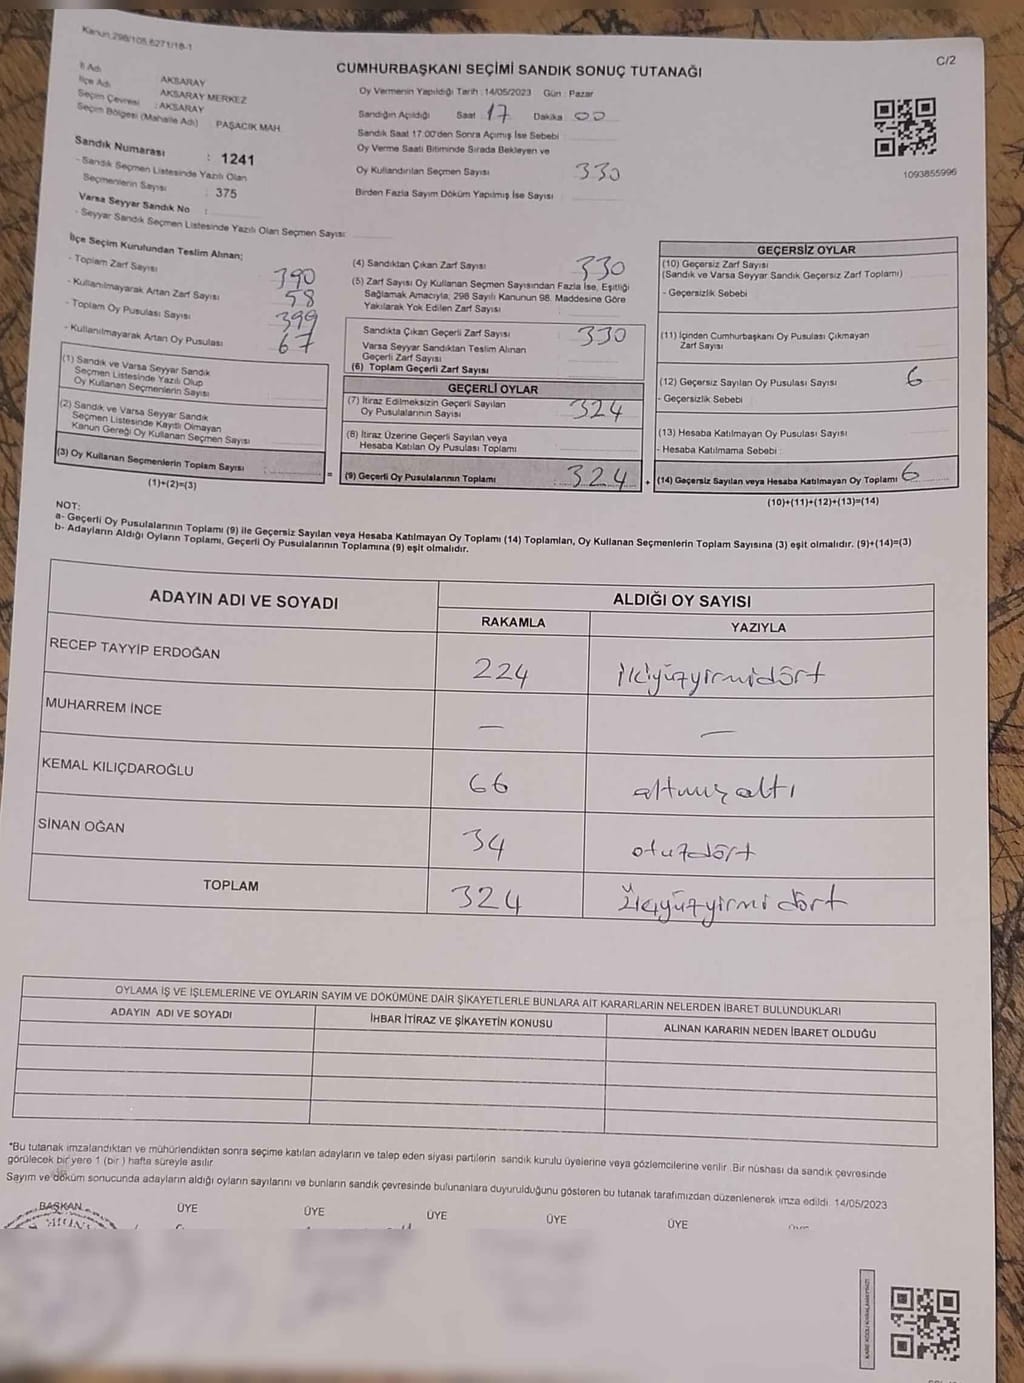 Kanun 298/105,6271/18-1
C/2
CUMHURBAŞKANI SEÇİMİ SANDIK SONUÇ TUTANAĞI
İl Adı : AKSARAY
İlçe Adı AKSARAY MERKEZ
Seçim Çevresi : AKSARAY
Seçim Bölgesi (Mahalle Adı) : PAŞACIK MAH.
Sandık Numarası : 1241
- Sandık Seçmen Listesinde Yazılı Olan
Seçmenlerin Sayısı : 375
Varsa Seyyar Sandık No :
- Seyyar Sandık Seçmen Listesinde Yazılı Olan Seçmen Sayısı:
Oy Vermenin Yapıldığı Tarih :14/05/2023 Gün : Pazar
Sandığın Açıldığı Saat 17 Dakika 00
Sandık Saat 17.00'den Sonra Açımış İse Sebebi
Oy Verme Saati Bitiminde Sırada Bekleyen ve
Oy Kullandırılan Seçmen Sayısı 330
Birden Fazla Sayım Döküm Yapılmış İse Sayısı
1093855996
İlçe Seçim Kurulundan Teslim Alınan;
- Toplam Zarf Sayısı 390
- Kullanılmayarak Artan Zarf Sayısı 58
- Toplam Oy Pusulası Sayısı 399
- Kullanılmayarak Artan Oy Pusulası 67
(1) Sandık ve Varsa Seyyar Sandık
Seçmen Listesinde Yazılı Olup
Oy Kullanan Seçmenlerin Sayısı
(2) Sandık ve Varsa Seyyar Sandık
Seçmen Listesinde Kayıtlı Olmayan
Kanun Gereği Oy Kullanan Seçmen Sayısı
(3) Oy Kullanan Seçmenlerin Toplam Sayısı =
(1)+(2)=(3)
(4) Sandıktan Çıkan Zarf Sayısı 330
(5) Zarf Sayısı Oy Kullanan Seçmen Sayısından Fazla İse, Eşitliği
Sağlamak Amacıyla, 298 Sayılı Kanunun 98. Maddesine Göre
Yakılarak Yok Edilen Zarf Sayısı
Sandıkta Çıkan Geçerli Zarf Sayısı 330
Varsa Seyyar Sandıktan Teslim Alınan
Geçerli Zarf Sayısı
(6) Toplam Geçerli Zarf Sayısı
GEÇERLİ OYLAR
(7) İtiraz Edilmeksizin Geçerli Sayılan
Oy Pusulalarının Sayısı 324
(8) İtiraz Üzerine Geçerli Sayılan veya
Hesaba Katılan Oy Pusulası Toplamı
(9) Geçerli Oy Pusulalarının Toplamı 324 +
GEÇERSİZ OYLAR
(10) Geçersiz Zarf Sayısı
(Sandık ve Varsa Seyyar Sandık Geçersiz Zarf Toplamı)
- Geçersizlik Sebebi
(11) İçinden Cumhurbaşkanı Oy Pusulası Çıkmayan
Zarf Sayısı
(12) Geçersiz Sayılan Oy Pusulası Sayısı 6
- Geçersizlik Sebebi
(13) Hesaba Katılmayan Oy Pusulası Sayısı
- Hesaba Katılmama Sebebi :
(14) Geçersiz Sayılan veya Hesaba Katılmayan Oy Toplamı 6
(10)+(11)+(12)+(13)=(14)
NOT:
a- Geçerli Oy Pusulalarının Toplamı (9) ile Geçersiz Sayılan veya Hesaba Katılmayan Oy Toplamı (14) Toplamları, Oy Kullanan Seçmenlerin Toplam Sayısına (3) eşit olmalıdır. (9)+(14)=(3)
b- Adayların Aldığı Oyların Toplamı, Geçerli Oy Pusulalarının Toplamına (9) eşit olmalıdır.
ADAYIN ADI VE SOYADI ALDIĞI OY SAYISI
RAKAMLA YAZIYLA
RECEP TAYYİP ERDOĞAN 224 ikiyüzyirmidört
MUHARREM İNCE — —
KEMAL KILIÇDAROĞLU 66 altmışaltı
SİNAN OĞAN 34 otuzdört
TOPLAM 324
OYLAMA İŞ VE İŞLEMLERİNE VE OYLARIN SAYIM VE DÖKÜMÜNE DAİR ŞİKAYETLERLE BUNLARA AİT KARARLARIN NELERDEN İBARET BULUNDUKLARI
ADAYIN ADI VE SOYADI İHBAR İTİRAZ VE ŞİKAYETİN KONUSU ALINAN KARARIN NEDEN İBARET OLDUĞU
*Bu tutanak imzalandıktan ve mühürlendikten sonra seçime katılan adayların ve talep eden siyasi partilerin sandık kurulu üyelerine veya gözlemcilerine verilir. Bir nüshası da sandık çevresinde
görülecek bir yere 1 (bir ) hafta süreyle asılır
Sayım ve döküm sonucunda adayların aldığı oyların sayılarını ve bunların sandık çevresinde bulunanlara duyurulduğunu gösteren bu tutanak tarafımızdan düzenlenerek imza edildi. 14/05/2023
BAŞKAN ÜYE ÜYE ÜYE ÜYE ÜYE